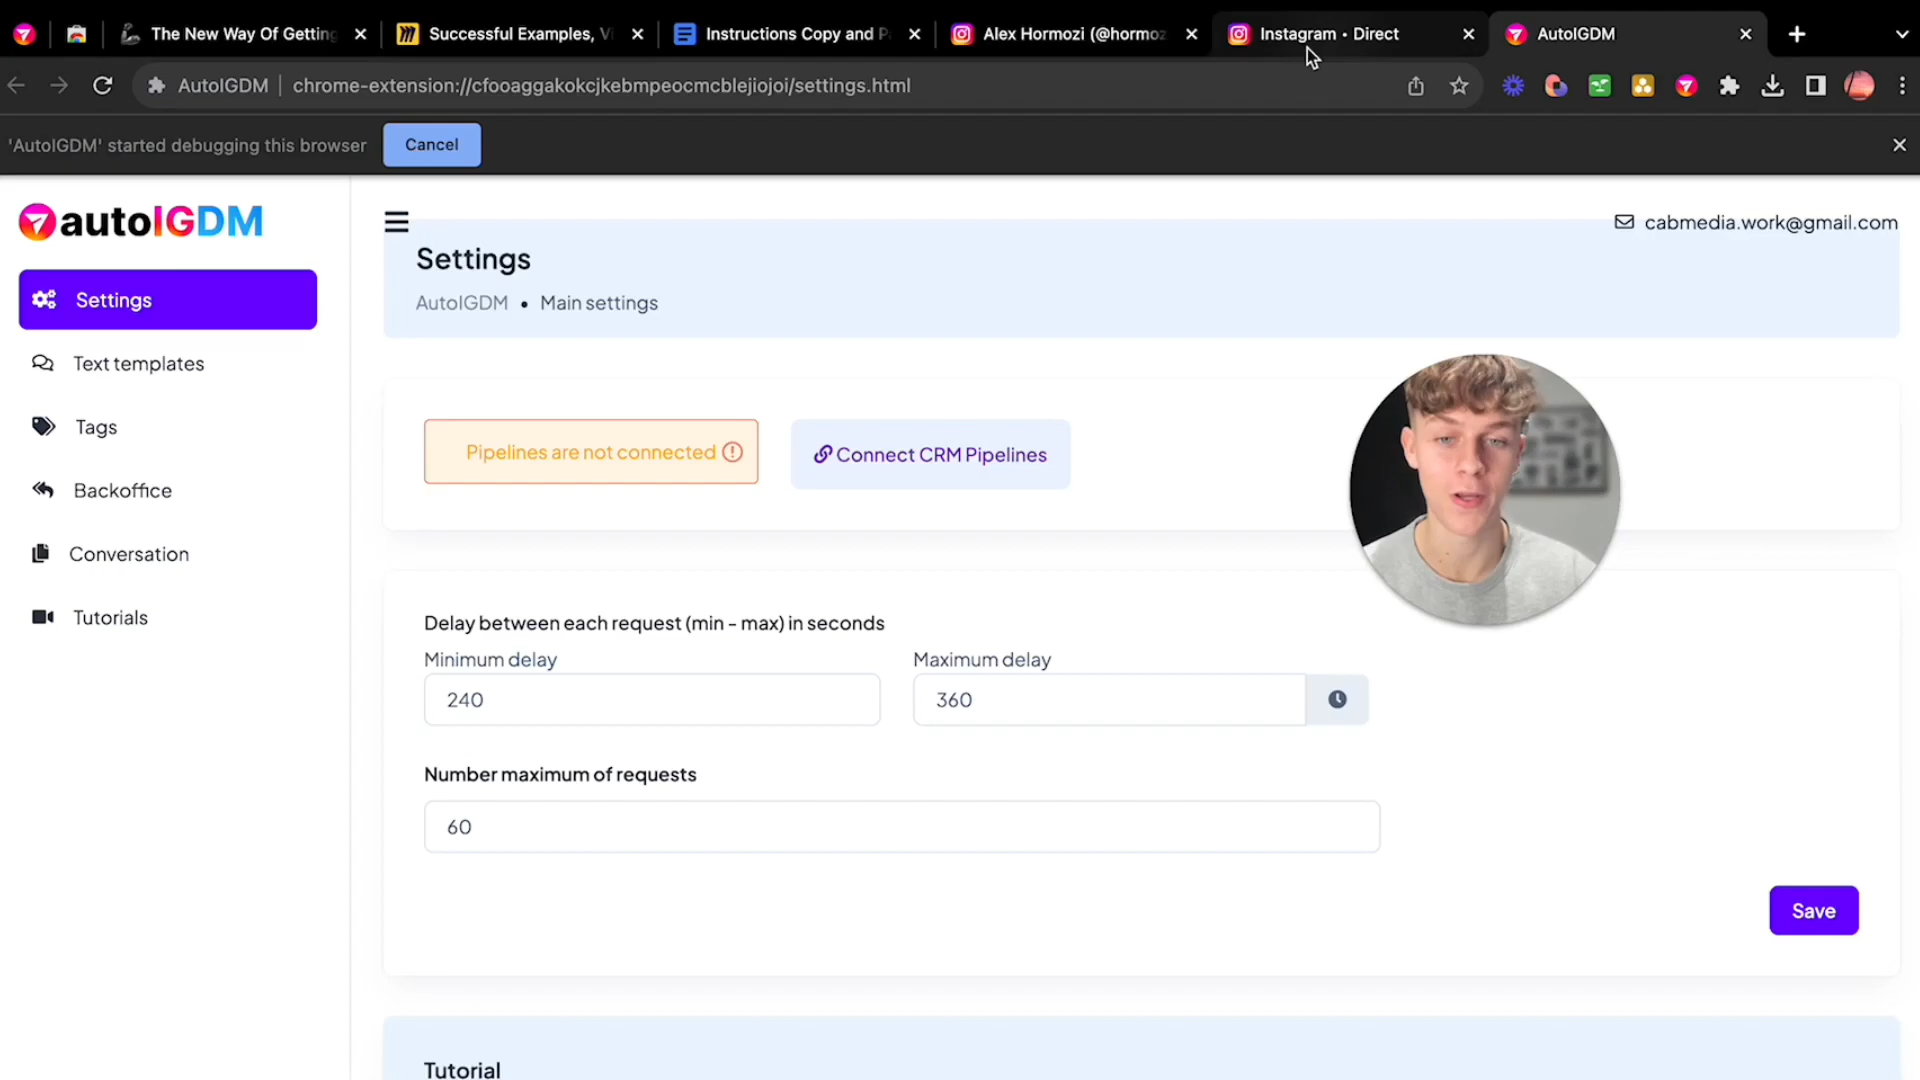 The New Way Of Getting
Successful Examples, Vi
Instructions Copy and P
Alex Hormozi (@hormoz
Instagram • Direct
AutoIGDM
AutoIGDM
chrome-extension://cfooaggakokcjkebmpeocmcblejiojoi/settings.html
'AutoIGDM' started debugging this browser
Cancel
autoIGDM
cabmedia.work@gmail.com
Settings
AutoIGDM • Main settings
Settings
Text templates
Tags
Backoffice
Conversation
Tutorials
Pipelines are not connected
Connect CRM Pipelines
Delay between each request (min - max) in seconds
Minimum delay
Maximum delay
240
360
Number maximum of requests
60
Save
Tutorial